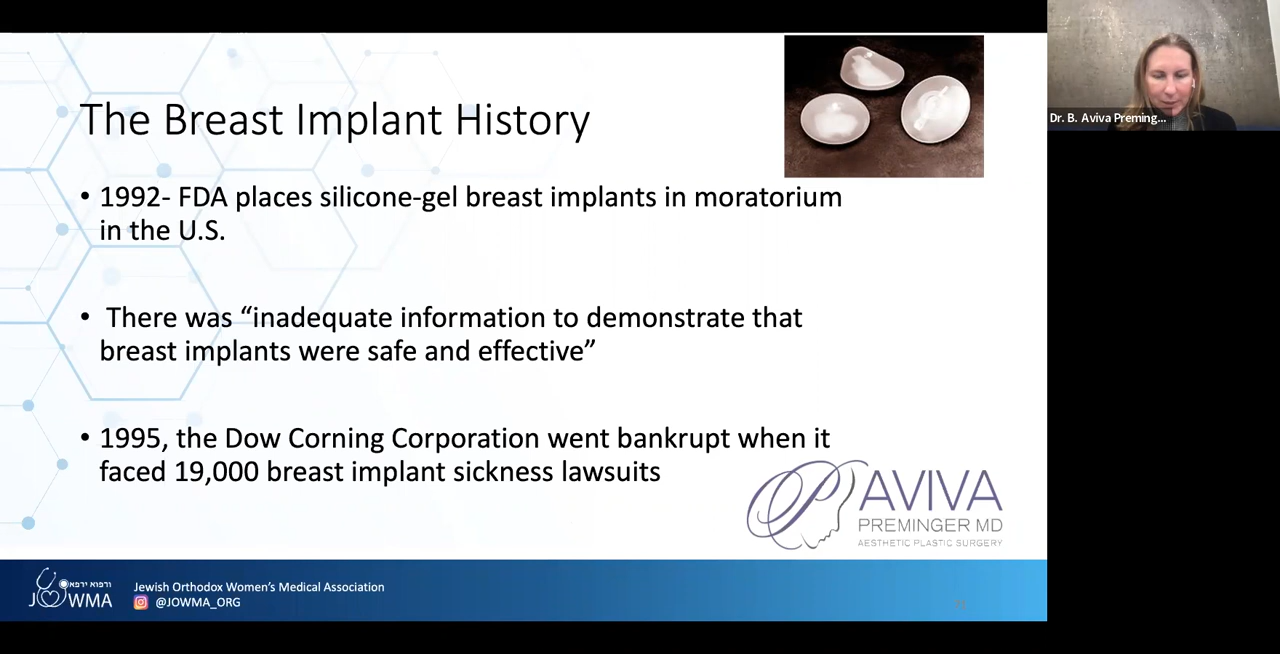 The Breast Implant History
• 1992- FDA places silicone-gel breast implants in moratorium
in the U.S.
• There was “inadequate information to demonstrate that
breast implants were safe and effective”
• 1995, the Dow Corning Corporation went bankrupt when it
faced 19,000 breast implant sickness lawsuits
AVIVA
PREMINGER MD
AESTHETIC PLASTIC SURGERY
ורפוא ירפא
JOWMA
Jewish Orthodox Women’s Medical Association
@JOWMA_ORG
Dr. B. Aviva Preming...